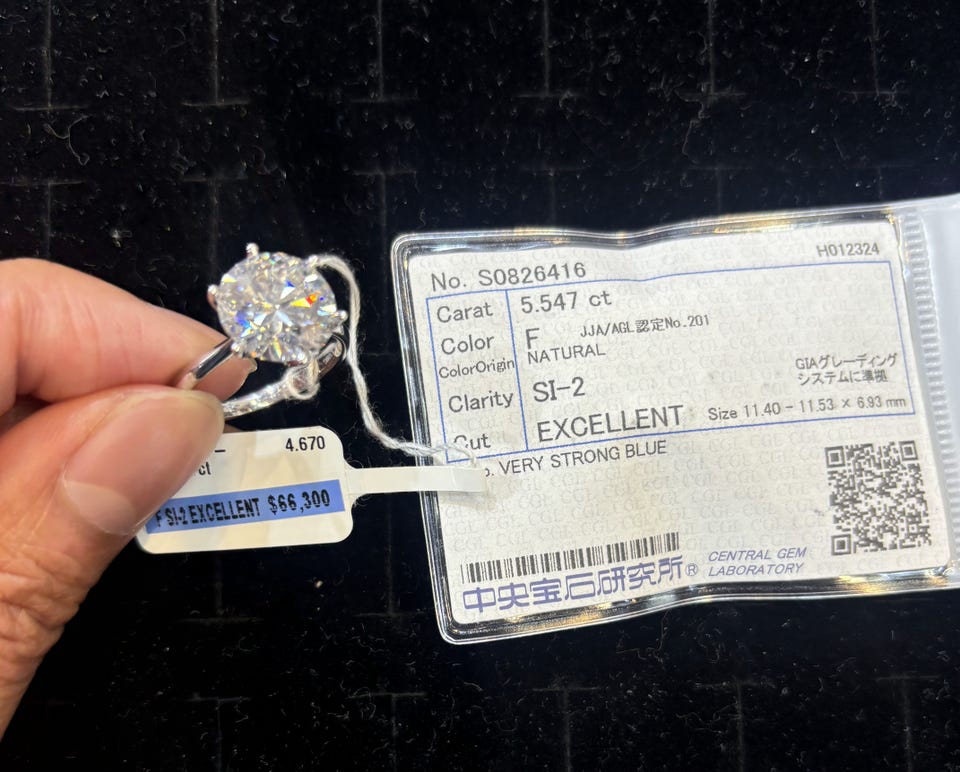 No. S0826416
H012324
Carat 5.547 ct
Color F JJA/AGL認定No.201
ColorOrigin NATURAL
Clarity SI-2
GIAグレーディング
システムに準拠
Cut EXCELLENT Size 11.40 - 11.53 × 6.93 mm
VERY STRONG BLUE
中央宝石研究所® CENTRAL GEM
LABORATORY
4.670
ct
F SI-2 EXCELLENT $66,300